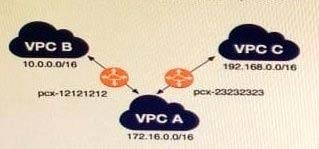 VPC B
10.0.0.0/16
VPC C
192.168.0.0/16
pcx-12121212
pcx-23232323
VPC A
172.16.0.0/16